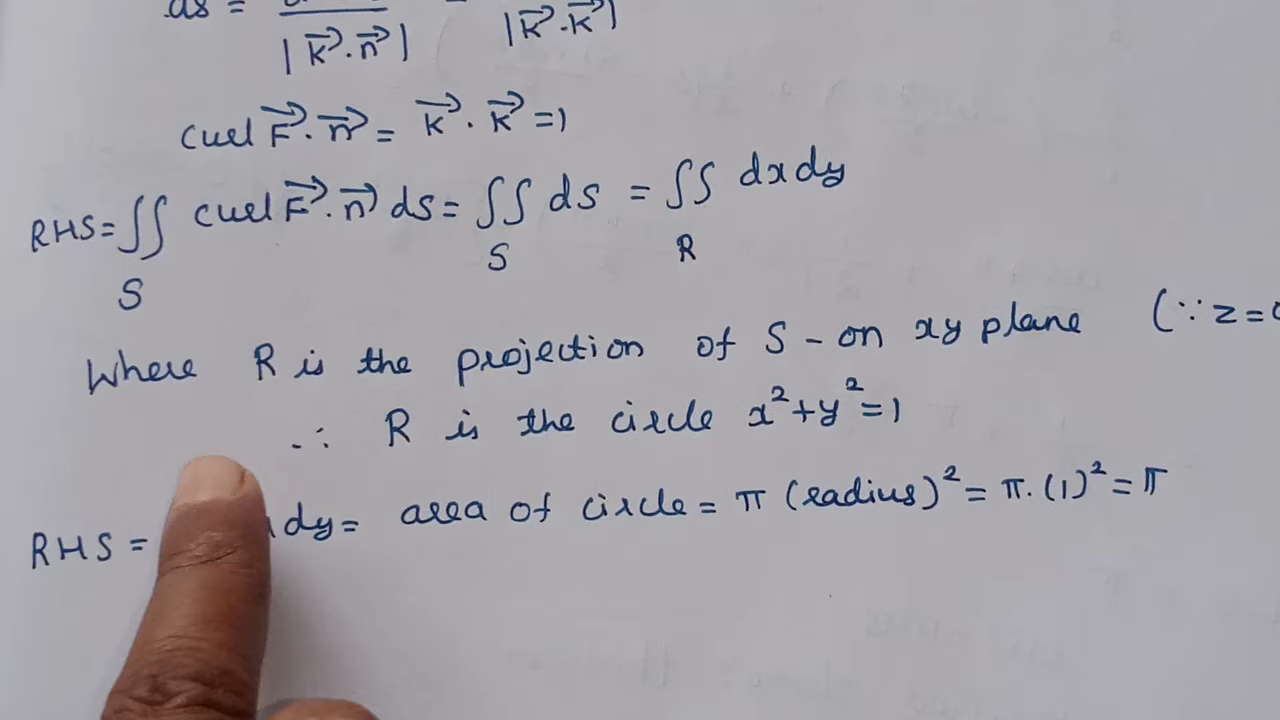 ds = |k⃗.n⃗| |k⃗.k⃗|
curl F⃗.n⃗ = k⃗.k⃗ =1
RHS=∬ curl F⃗.n⃗ ds= ∬ ds = ∬ dxdy
S S R
Where R is the projection of S-on xy plane (∵z=
∴ R is the circle x²+y²=1
RHS = dy= area of circle= π (radius)²= π.(1)²=π